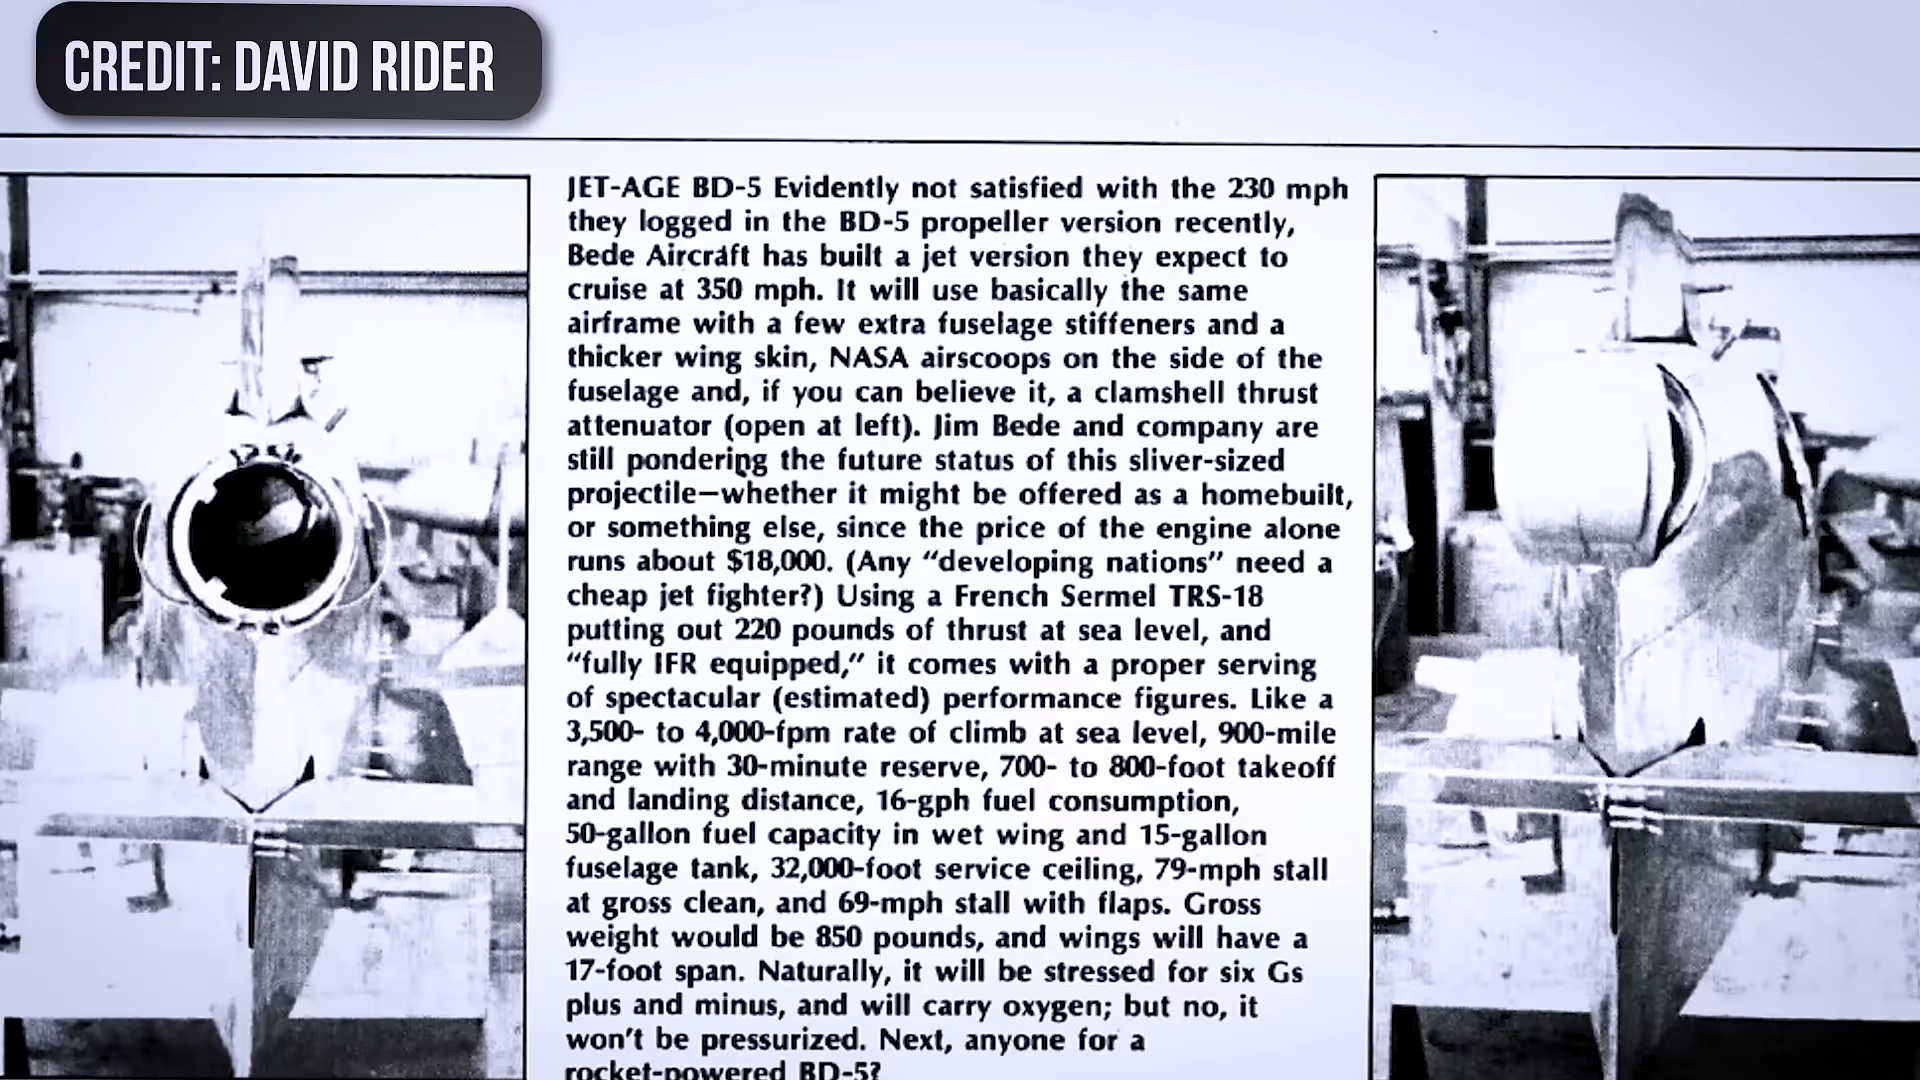 CREDIT: DAVID RIDER
JET-AGE BD-5 Evidently not satisfied with the 230 mph
they logged in the BD-5 propeller version recently,
Bede Aircraft has built a jet version they expect to
cruise at 350 mph. It will use basically the same
airframe with a few extra fuselage stiffeners and a
thicker wing skin, NASA airscoops on the side of the
fuselage and, if you can believe it, a clamshell thrust
attenuator (open at left). Jim Bede and company are
still pondering the future status of this sliver-sized
projectile—whether it might be offered as a homebuilt,
or something else, since the price of the engine alone
runs about $18,000. (Any “developing nations” need a
cheap jet fighter?) Using a French Sermel TRS-18
putting out 220 pounds of thrust at sea level, and
“fully IFR equipped,” it comes with a proper serving
of spectacular (estimated) performance figures. Like a
3,500- to 4,000-fpm rate of climb at sea level, 900-mile
range with 30-minute reserve, 700- to 800-foot takeoff
and landing distance, 16-gph fuel consumption,
50-gallon fuel capacity in wet wing and 15-gallon
fuselage tank, 32,000-foot service ceiling, 79-mph stall
at gross clean, and 69-mph stall with flaps. Gross
weight would be 850 pounds, and wings will have a
17-foot span. Naturally, it will be stressed for six Gs
plus and minus, and will carry oxygen; but no, it
won’t be pressurized. Next, anyone for a
rocket-powered BD-5?